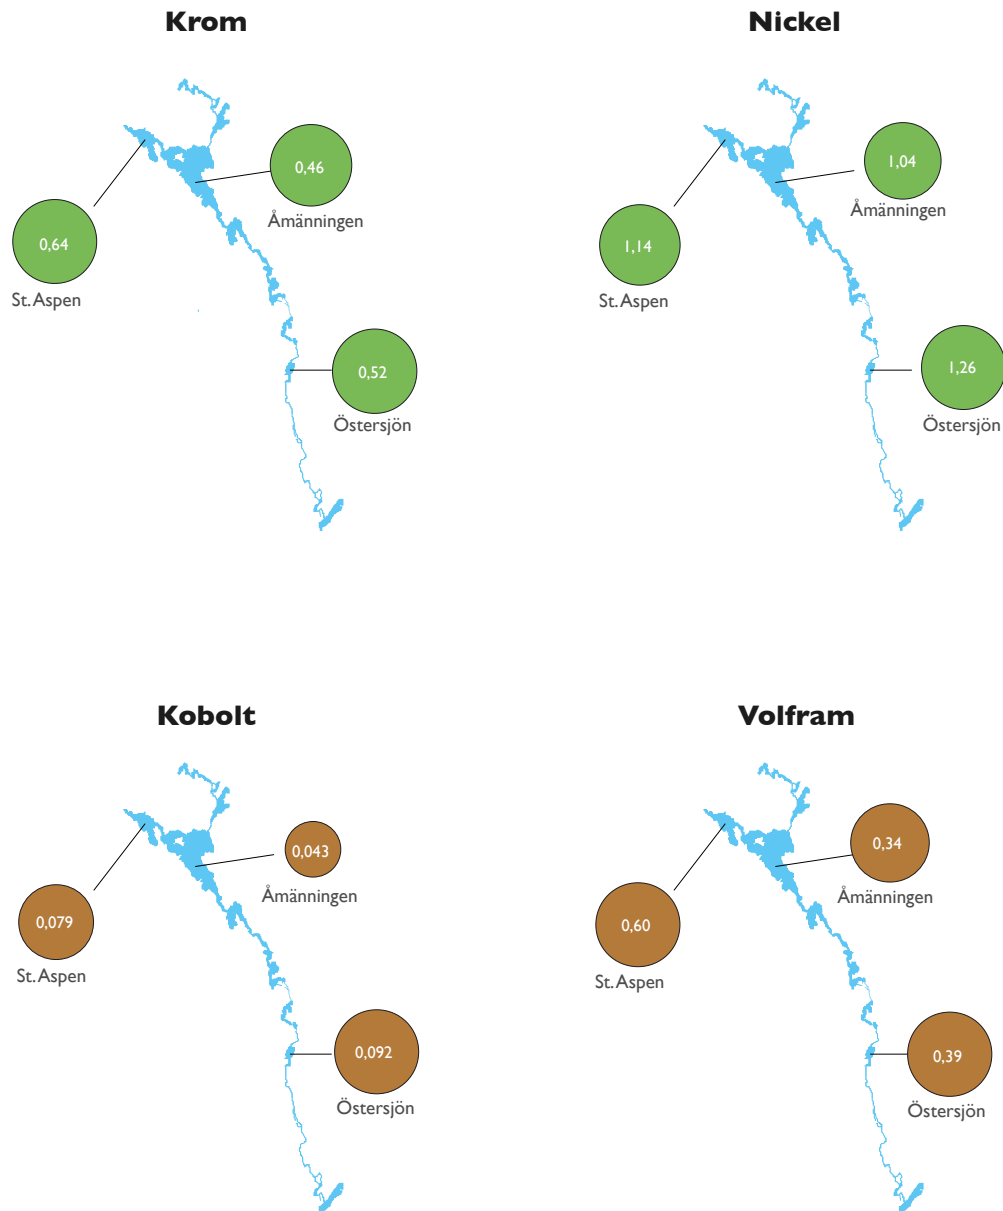 Krom
0,46
Åmänningen
0,64
St. Aspen
0,52
Östersjön
Nickel
1,04
Åmänningen
1,14
St. Aspen
1,26
Östersjön
Kobolt
0,043
Åmänningen
0,079
St. Aspen
0,092
Östersjön
Volfram
0,34
Åmänningen
0,60
St. Aspen
0,39
Östersjön